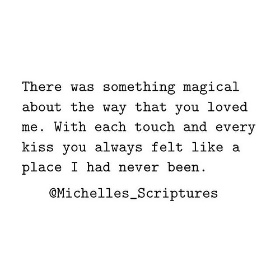 There was something magical
about the way that you loved
me. With each touch and every
kiss you always felt like a
place I had never been.
@Michelles_Scriptures